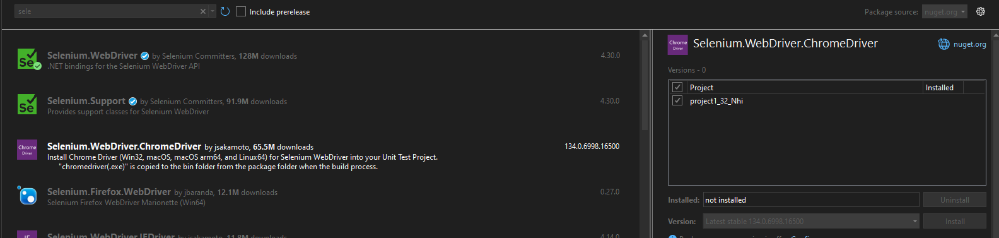 sele
Include prerelease
Package source: nuget.org
Selenium.WebDriver by Selenium Committers, 128M downloads 4.30.0
.NET bindings for the Selenium WebDriver API
Se
Selenium.Support by Selenium Committers, 91.9M downloads 4.30.0
Provides support classes for Selenium WebDriver
Se
Chrome
Driver
Selenium.WebDriver.ChromeDriver by jsakamoto, 65.5M downloads 134.0.6998.16500
Install Chrome Driver (Win32, macOS, macOS arm64, and Linux64) for Selenium WebDriver into your Unit Test Project.
"chromedriver(.exe)" is copied to the bin folder from the package folder when the build process.
Selenium.Firefox.WebDriver by jbaranda, 12.1M downloads 0.27.0
Selenium Firefox WebDriver Marionette (Win64)
Selenium.WebDriver.IEDriver by jsakamoto, 11.8M downloads 4.14.0
Chrome
Driver
Selenium.WebDriver.ChromeDriver
nuget.org
Versions - 0
Project Installed
project1_32_Nhi
Installed: not installed Uninstall
Version: Latest stable 134.0.6998.16500 Install